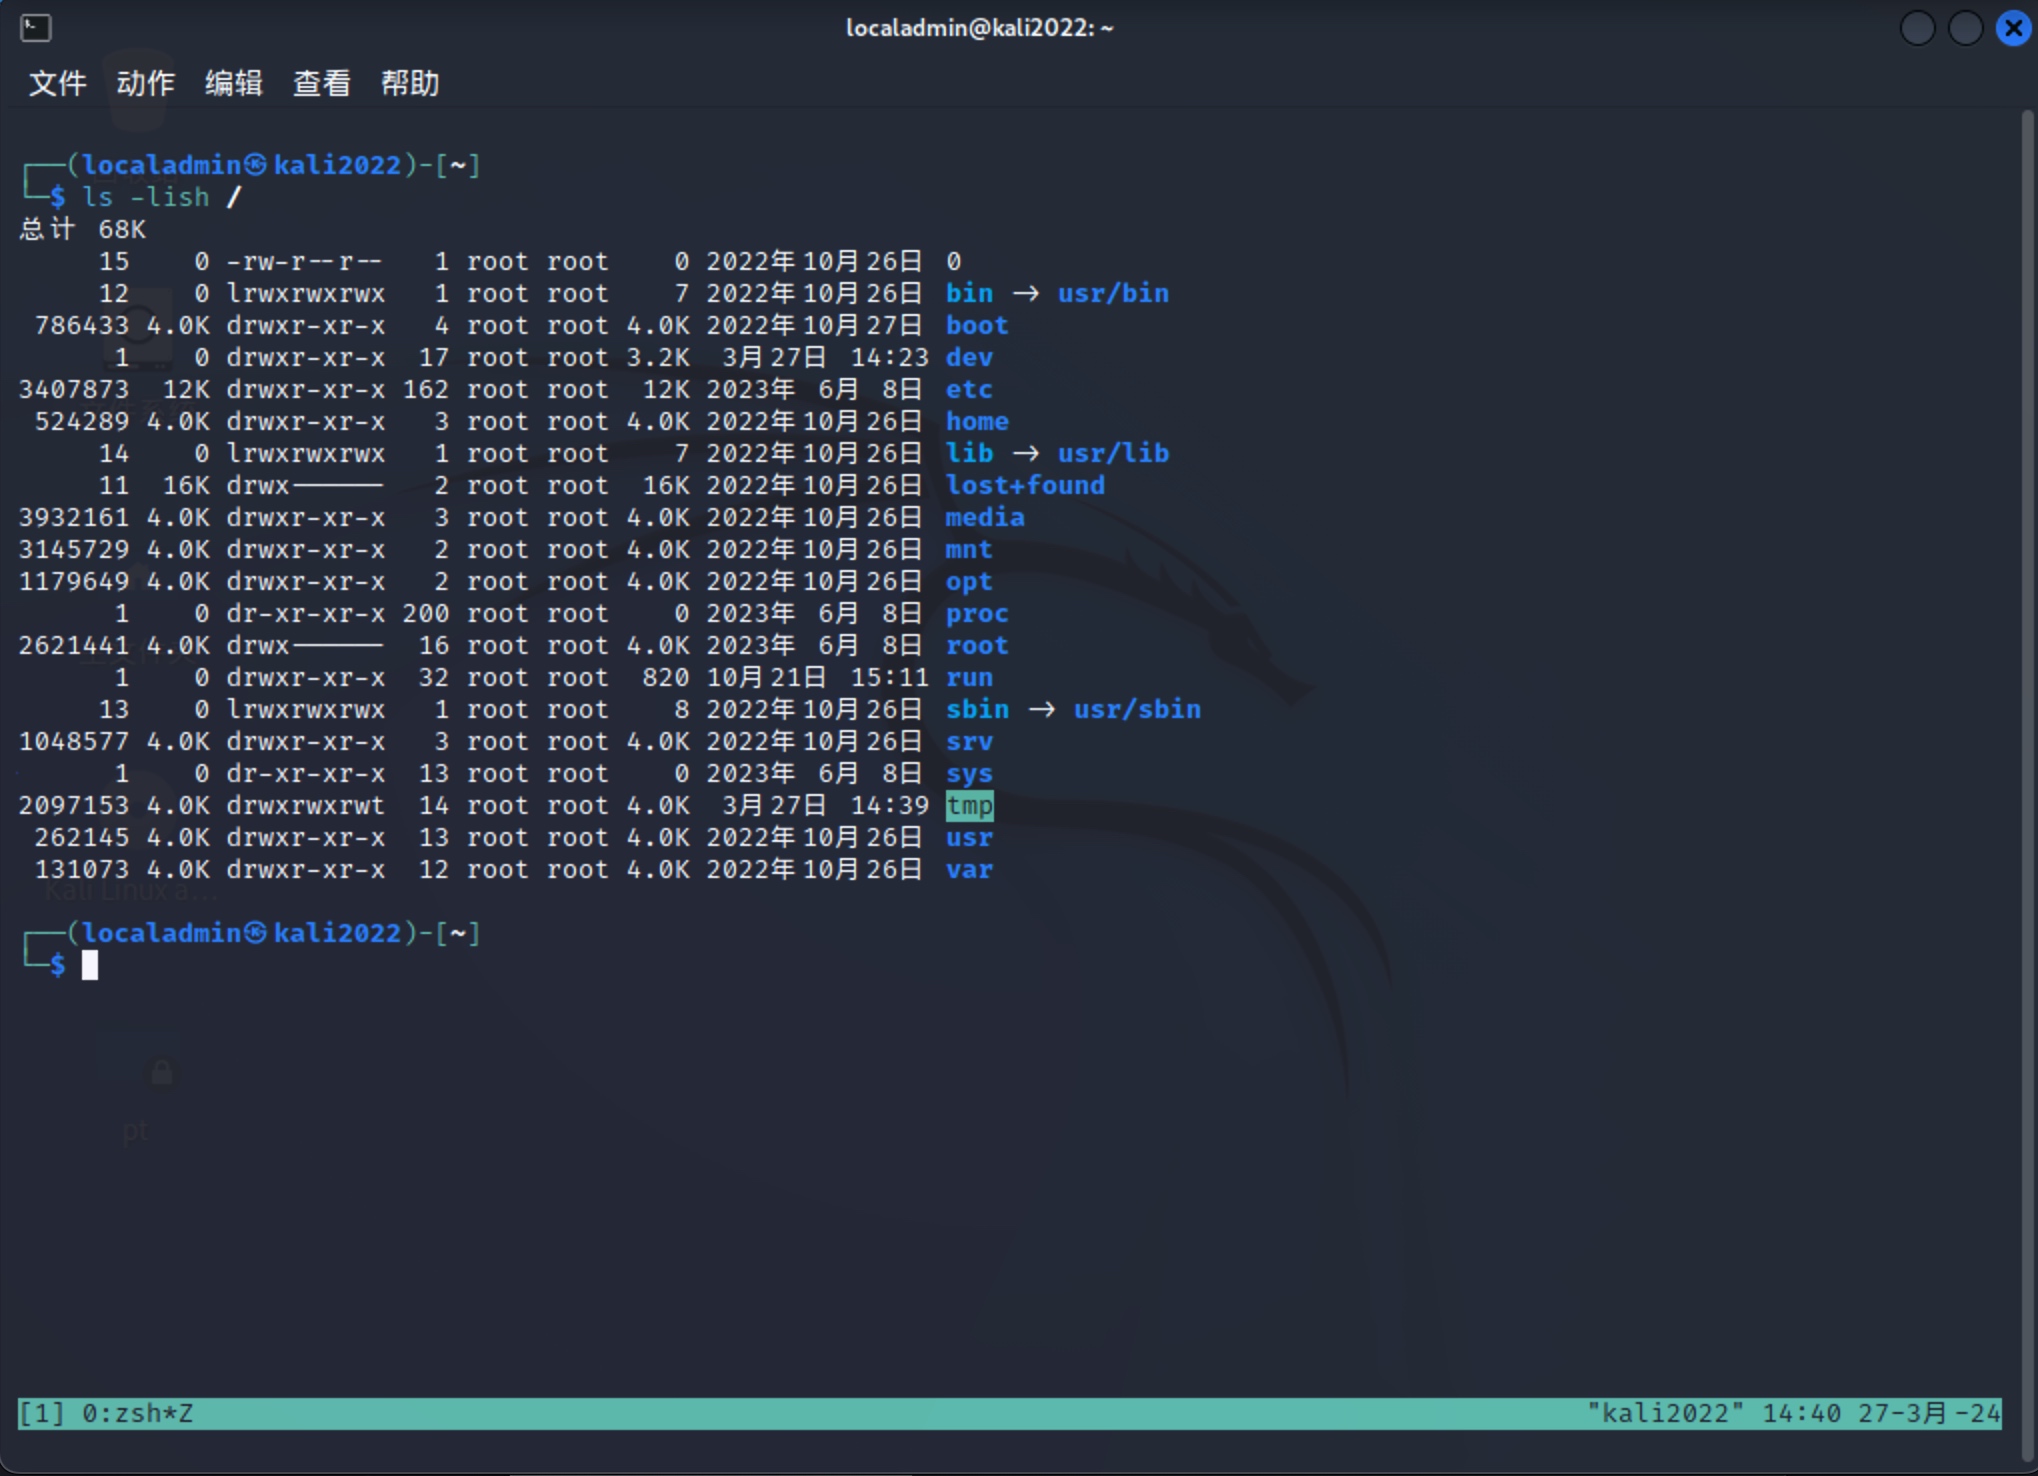 localadmin@kali2022: ~
文件 动作 编辑 查看 帮助
┌──(localadmin㉿kali2022)-[~]
└─$ ls -lish /
总计 68K
     15    0 -rw-r--r--   1 root root    0 2022年10月26日 0
     12    0 lrwxrwxrwx   1 root root    7 2022年10月26日 bin → usr/bin
 786433 4.0K drwxr-xr-x   4 root root 4.0K 2022年10月27日 boot
      1    0 drwxr-xr-x  17 root root 3.2K  3月27日 14:23 dev
3407873  12K drwxr-xr-x 162 root root  12K 2023年 6月 8日 etc
 524289 4.0K drwxr-xr-x   3 root root 4.0K 2022年10月26日 home
     14    0 lrwxrwxrwx   1 root root    7 2022年10月26日 lib → usr/lib
     11  16K drwx------   2 root root  16K 2022年10月26日 lost+found
3932161 4.0K drwxr-xr-x   3 root root 4.0K 2022年10月26日 media
3145729 4.0K drwxr-xr-x   2 root root 4.0K 2022年10月26日 mnt
1179649 4.0K drwxr-xr-x   2 root root 4.0K 2022年10月26日 opt
      1    0 dr-xr-xr-x 200 root root    0 2023年 6月 8日 proc
2621441 4.0K drwx------  16 root root 4.0K 2023年 6月 8日 root
      1    0 drwxr-xr-x  32 root root  820 10月21日 15:11 run
     13    0 lrwxrwxrwx   1 root root    8 2022年10月26日 sbin → usr/sbin
1048577 4.0K drwxr-xr-x   3 root root 4.0K 2022年10月26日 srv
      1    0 dr-xr-xr-x  13 root root    0 2023年 6月 8日 sys
2097153 4.0K drwxrwxrwt  14 root root 4.0K  3月27日 14:39 tmp
 262145 4.0K drwxr-xr-x  13 root root 4.0K 2022年10月26日 usr
 131073 4.0K drwxr-xr-x  12 root root 4.0K 2022年10月26日 var
Kali Linux a...
┌──(localadmin㉿kali2022)-[~]
└─$
pt
[1] 0:zsh*Z "kali2022" 14:40 27-3月-24